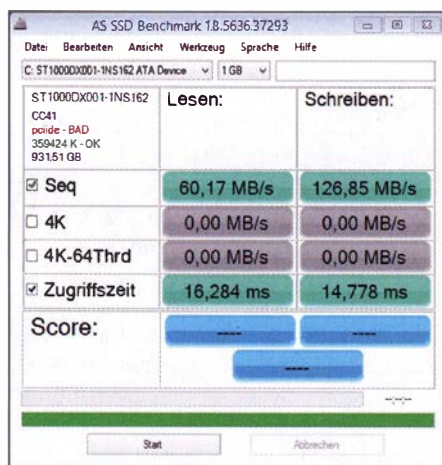 AS SSD Benchmark 1.8.5636.37293
Datei Bearbeiten Ansicht Werkzeug Sprache Hilfe
C: ST1000DX001-1NS162 ATA Device 1 GB
ST1000DX001-1NS162 Lesen: Schreiben:
CC41
pciide - BAD
359424 K - OK
931.51 GB
Seq 60,17 MB/s 126,85 MB/s
4K 0,00 MB/s 0,00 MB/s
4K-64Thrd 0,00 MB/s 0,00 MB/s
Zugriffszeit 16,284 ms 14,778 ms
Score: ---- ----
----
--:--:--
Start Abbrechen